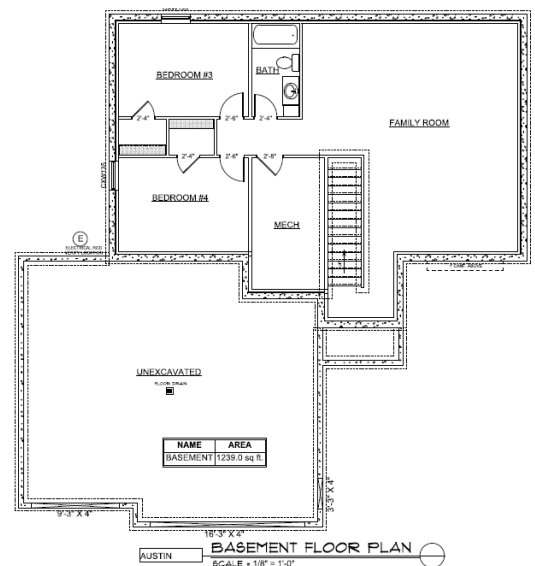 BEDROOM #3
BATH
FAMILY ROOM
2'-4"
2'-6"
2'-4"
2'-4"
2'-6"
2'-8"
BEDROOM #4
MECH
E
ELECTRICAL ROD
UNEXCAVATED
FLOOR DRAIN
NAME AREA
BASEMENT 1239.0 sq ft.
9'-3" X 4"
16'-3" X 4"
3'-3" X 4"
AUSTIN
BASEMENT FLOOR PLAN
SCALE = 1/8" = 1'-0"